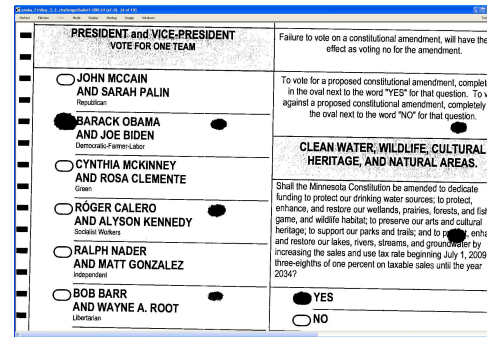 PRESIDENT and VICE-PRESIDENT
VOTE FOR ONE TEAM
JOHN MCCAIN
AND SARAH PALIN
Republican
BARACK OBAMA
AND JOE BIDEN
Democratic-Farmer-Labor
CYNTHIA MCKINNEY
AND ROSA CLEMENTE
Green
RÓGER CALERO
AND ALYSON KENNEDY
Socialist Workers
RALPH NADER
AND MATT GONZALEZ
Independent
BOB BARR
AND WAYNE A. ROOT
Libertarian
Failure to vote on a constitutional amendment, will have the
effect as voting no for the amendment.
To vote for a proposed constitutional amendment, complet
in the oval next to the word "YES" for that question. To v
against a proposed constitutional amendment, completely
the oval next to the word "NO" for that question.
CLEAN WATER, WILDLIFE, CULTURAL
HERITAGE, AND NATURAL AREAS.
Shall the Minnesota Constitution be amended to dedicate
funding to protect our drinking water sources; to protect,
enhance, and restore our wetlands, prairies, forests, and fish
game, and wildlife habitat; to preserve our arts and cultural
heritage; to support our parks and trails; and to protect, enha
and restore our lakes, rivers, streams, and groundwater by
increasing the sales and use tax rate beginning July 1, 2009
three-eighths of one percent on taxable sales until the year
2034?
YES
NO